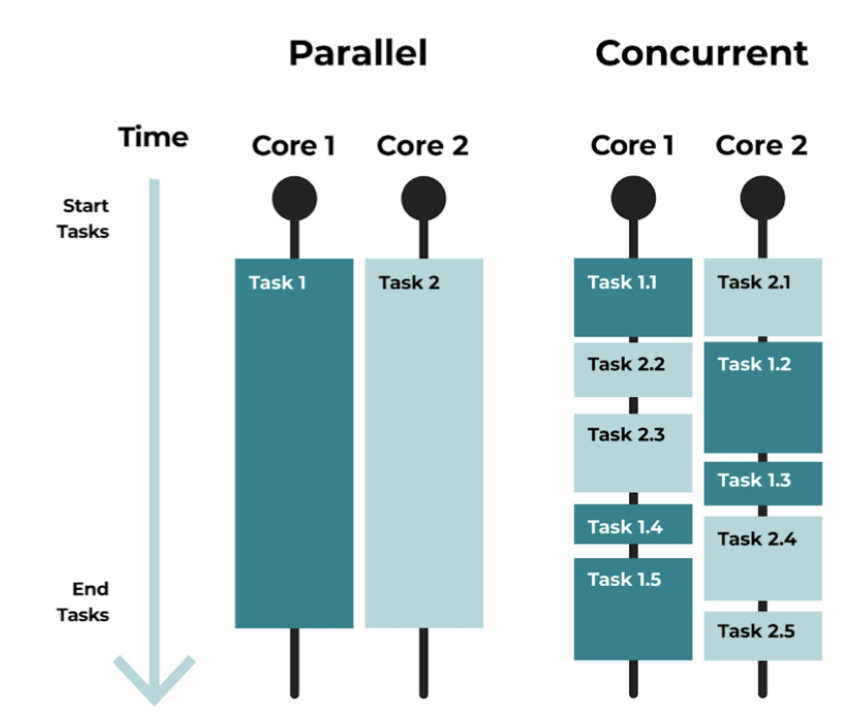 Parallel
Concurrent
Time
Core 1
Core 2
Core 1
Core 2
Start
Tasks
Task 1
Task 2
Task 1.1
Task 2.1
Task 2.2
Task 1.2
Task 2.3
Task 1.3
Task 1.4
Task 2.4
Task 1.5
End
Tasks
Task 2.5